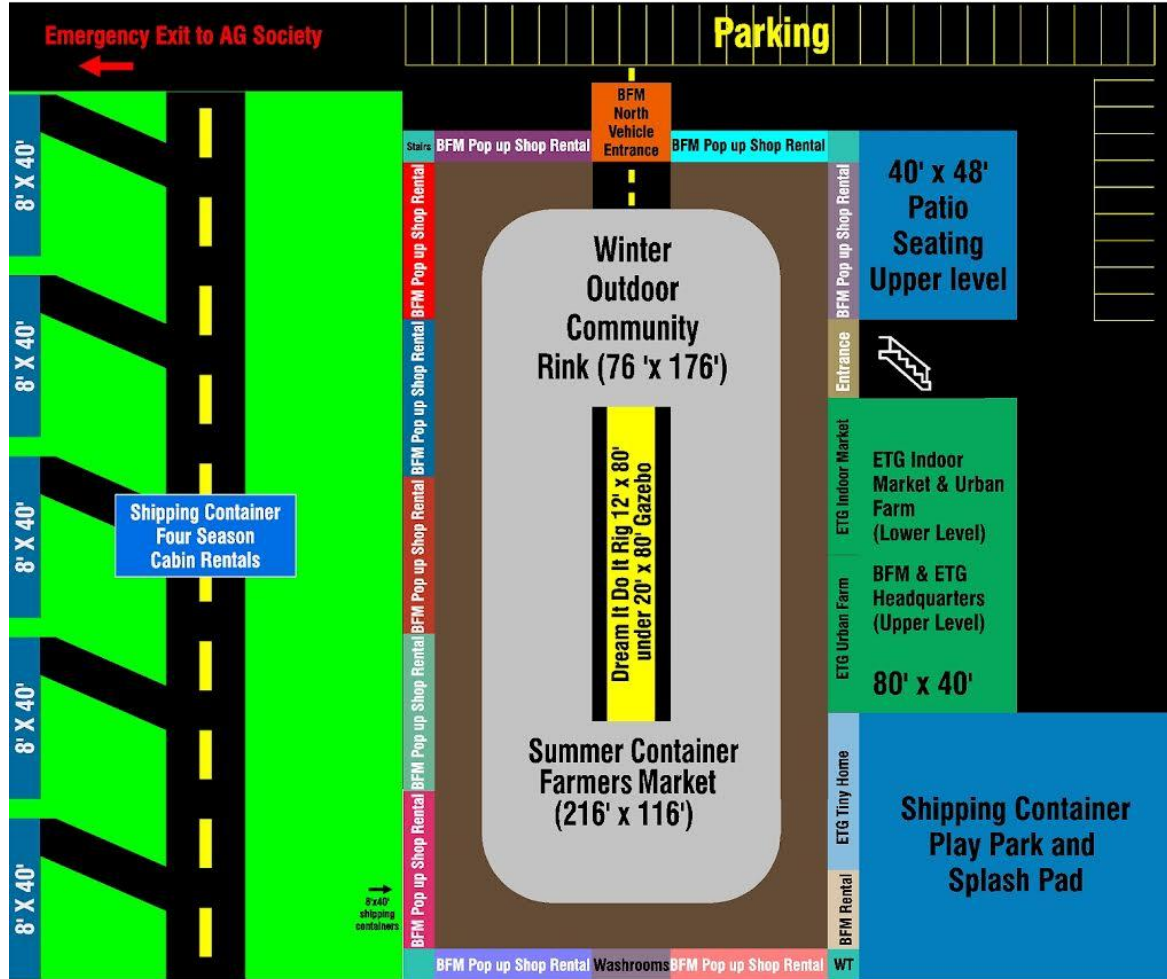 Emergency Exit to AG Society
Parking
BFM
North
Vehicle
Entrance
Stairs
BFM Pop up Shop Rental
BFM Pop up Shop Rental
8' X 40'
8' X 40'
8' X 40'
8' X 40'
8' X 40'
Shipping Container
Four Season
Cabin Rentals
8'x40'
shipping
containers
BFM Pop up Shop Rental
BFM Pop up Shop Rental
BFM Pop up Shop Rental
BFM Pop up Shop Rental
BFM Pop up Shop Rental
Winter
Outdoor
Community
Rink (76 'x 176')
Dream It Do It Rig 12' x 80'
under 20' x 80' Gazebo
Summer Container
Farmers Market
(216' x 116')
BFM Pop up Shop Rental
Entrance
ETG Indoor Market
ETG Urban Farm
ETG Tiny Home
BFM Rental
40' x 48'
Patio
Seating
Upper level
ETG Indoor
Market & Urban
Farm
(Lower Level)
BFM & ETG
Headquarters
(Upper Level)
80' x 40'
Shipping Container
Play Park and
Splash Pad
BFM Pop up Shop Rental
Washrooms
BFM Pop up Shop Rental
WT